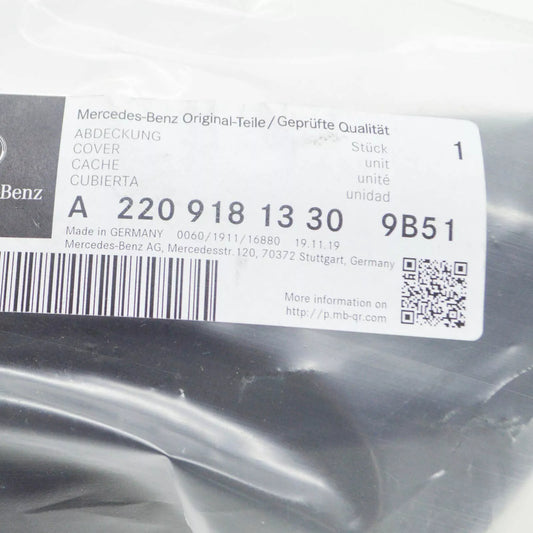 Mercedes-Benz Original-Teile/Geprüfte Qualität
ABDECKUNG
COVER
CACHE
CUBIERTA
Stück
unit
unité
unidad
1
Benz
A 220 918 13 30 9B51
Made in GERMANY 0060/1911/16880 19.11.19
Mercedes-Benz AG, Mercedesstr.120, 70372 Stuttgart, Germany
More information on
http://p.mb-qr.com